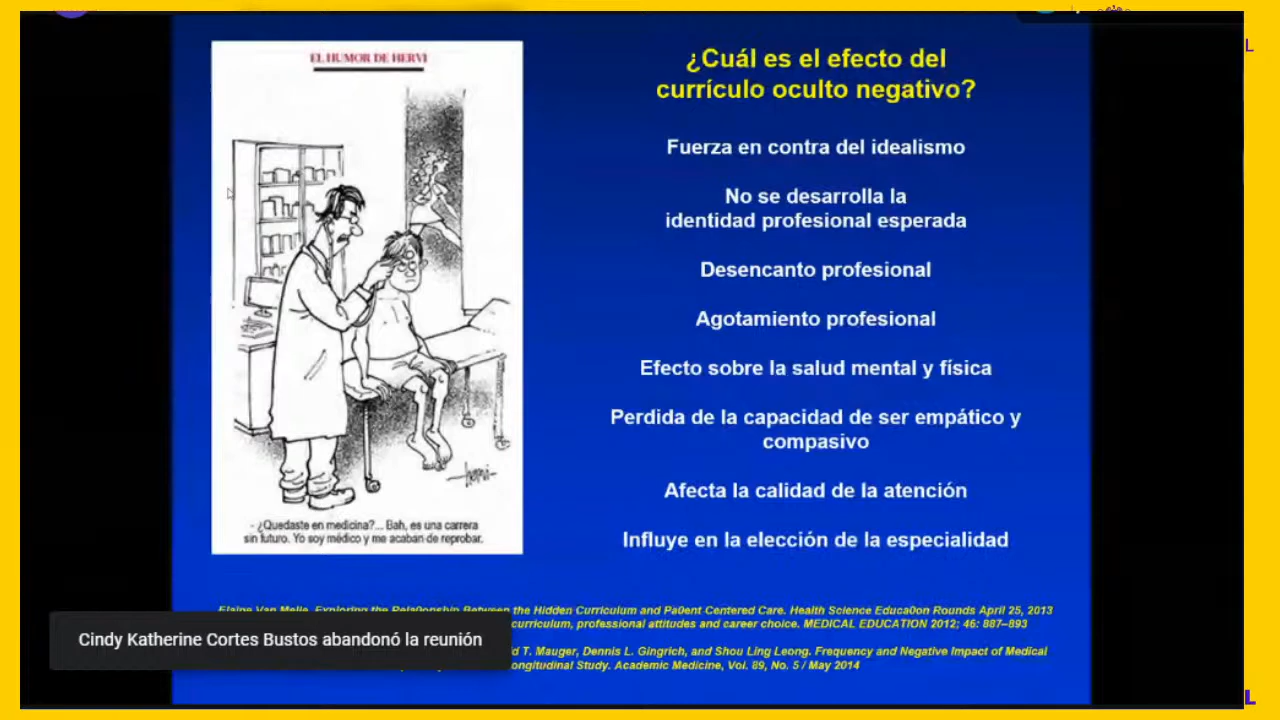 EL HUMOR DE HERVI
- ¿Quedaste en medicina?... Bah, es una carrera
sin futuro. Yo soy médico y me acaban de reprobar.
¿Cuál es el efecto del
currículo oculto negativo?
Fuerza en contra del idealismo
No se desarrolla la
identidad profesional esperada
Desencanto profesional
Agotamiento profesional
Efecto sobre la salud mental y física
Perdida de la capacidad de ser empático y
compasivo
Afecta la calidad de la atención
Influye en la elección de la especialidad
Elaine Van Melle. Exploring the Rela0onship Between the Hidden Curriculum and Pa0ent Centered Care. Health Science Educa0on Rounds April 25, 2013
curriculum, professional attitudes and career choice. MEDICAL EDUCATION 2012; 46: 887–893
T. Mauger, Dennis L. Gingrich, and Shou Ling Leong. Frequency and Negative Impact of Medical
Study. Academic Medicine, Vol. 89, No. 5 / May 2014
Cindy Katherine Cortes Bustos abandonó la reunión
L
L